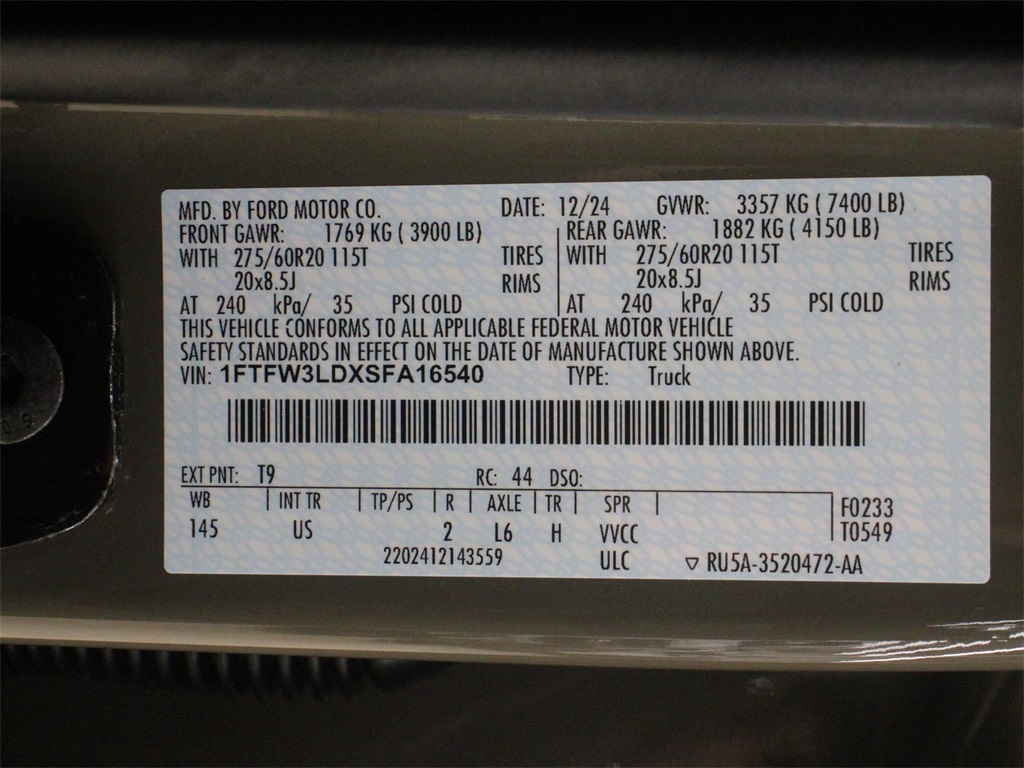 MFD. BY FORD MOTOR CO. DATE: 12/24 GVWR: 3357 KG ( 7400 LB)
FRONT GAWR: 1769 KG ( 3900 LB) REAR GAWR: 1882 KG ( 4150 LB)
WITH 275/60R20 115T TIRES WITH 275/60R20 115T TIRES
20x8.5J RIMS 20x8.5J RIMS
AT 240 kPa/ 35 PSI COLD AT 240 kPa/ 35 PSI COLD
THIS VEHICLE CONFORMS TO ALL APPLICABLE FEDERAL MOTOR VEHICLE
SAFETY STANDARDS IN EFFECT ON THE DATE OF MANUFACTURE SHOWN ABOVE.
VIN: 1FTFW3LDXSFA16540 TYPE: Truck
EXT PNT: T9 RC: 44 DSO:
WB INT TR TP/PS R AXLE TR SPR F0233
145 US 2 L6 H VVCC T0549
2202412143559 ULC ▽ RU5A-3520472-AA